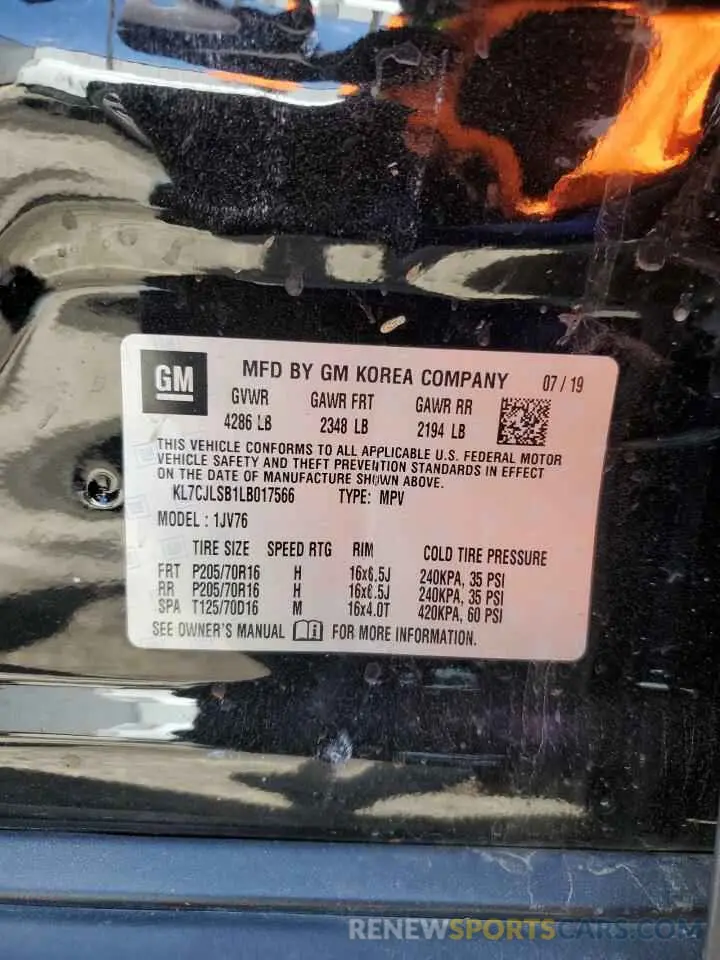 GM
MFD BY GM KOREA COMPANY 07 / 19
GVWR GAWR FRT GAWR RR
4286 LB 2348 LB 2194 LB
THIS VEHICLE CONFORMS TO ALL APPLICABLE U.S. FEDERAL MOTOR
VEHICLE SAFETY AND THEFT PREVENTION STANDARDS IN EFFECT
ON THE DATE OF MANUFACTURE SHOWN ABOVE.
KL7CJLSB1LB017566 TYPE: MPV
MODEL : 1JV76
TIRE SIZE SPEED RTG RIM COLD TIRE PRESSURE
FRT P205/70R16 H 16x6.5J 240KPA, 35 PSI
RR P205/70R16 H 16x6.5J 240KPA, 35 PSI
SPA T125/70D16 M 16x4.0T 420KPA, 60 PSI
SEE OWNER'S MANUAL FOR MORE INFORMATION.
RENEWSPORTSCARS.COM